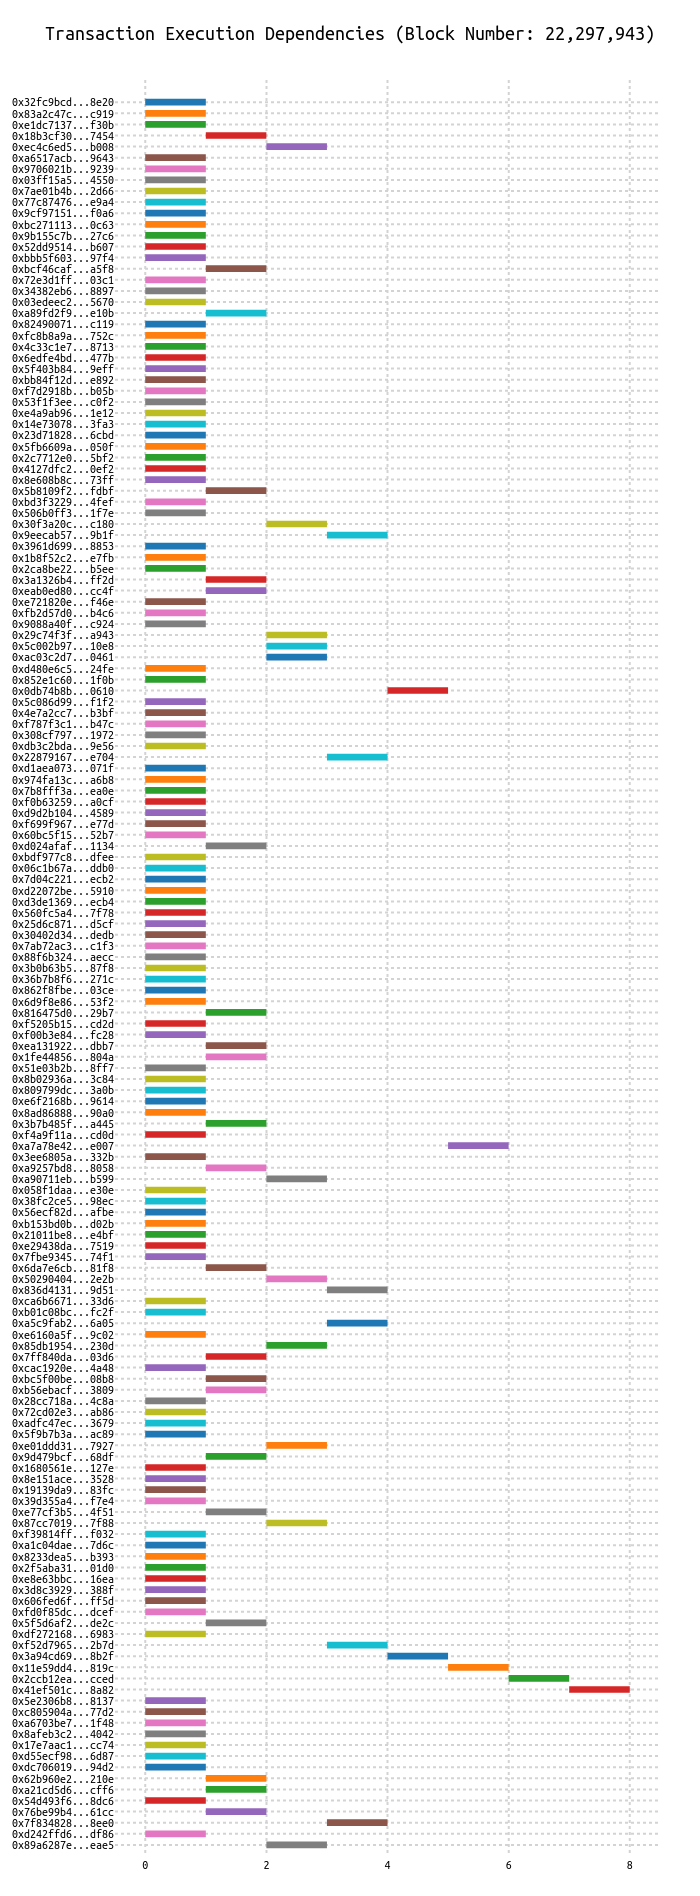 Transaction Execution Dependencies (Block Number: 22,297,943)
0x32fc9bcd...8e20
0x83a2c47c...c919
0xe1dc7137...f30b
0x18b3cf30...7454
0xec4c6ed5...b008
0xa6517acb...9643
0x9706021b...9239
0x03ff15a5...4550
0x7ae01b4b...2d66
0x77c87476...e9a4
0x9cf97151...f0a6
0xbc271113...0c63
0x9b155c7b...27c6
0x52dd9514...b607
0xbbb5f603...97f4
0xbcf46caf...a5f8
0x72e3d1ff...03c1
0x34382eb6...8897
0x03edeec2...5670
0xa89fd2f9...e10b
0x82490071...c119
0xfc8b8a9a...752c
0x4c33c1e7...8713
0x6edfe4bd...477b
0x5f403b84...9eff
0xbb84f12d...e892
0xf7d2918b...b05b
0x53f1f3ee...c0f2
0xe4a9ab96...1e12
0x14e73078...3fa3
0x23d71828...6cbd
0x5fb6609a...050f
0x2c7712e0...5bf2
0x4127dfc2...0ef2
0x8e608b8c...73ff
0x5b8109f2...fdbf
0xbd3f3229...4fef
0x506b0ff3...1f7e
0x30f3a20c...c180
0x9eecab57...9b1f
0x3961d699...8853
0x1b8f52c2...e7fb
0x2ca8be22...b5ee
0x3a1326b4...ff2d
0xeab0ed80...cc4f
0xe721820e...f46e
0xfb2d57d0...b4c6
0x9088a40f...c924
0x29c74f3f...a943
0x5c002b97...10e8
0xac03c2d7...0461
0xd480e6c5...24fe
0x852e1c60...1f0b
0x0db74b8b...0610
0x5c086d99...f1f2
0x4e7a2cc7...b3bf
0xf787f3c1...b47c
0x308cf797...1972
0xdb3c2bda...9e56
0x22879167...e704
0xd1aea073...071f
0x974fa13c...a6b8
0x7b8fff3a...ea0e
0xf0b63259...a0cf
0xd9d2b104...4589
0xf699f967...e77d
0x60bc5f15...52b7
0xd024afaf...1134
0xbdf977c8...dfee
0x06c1b67a...ddb0
0x7d04c221...ecb2
0xd22072be...5910
0xd3de1369...ecb4
0x560fc5a4...7f78
0x25d6c871...d5cf
0x30402d34...dedb
0x7ab72ac3...c1f3
0x88f6b324...aecc
0x3b0b63b5...87f8
0x36b7b8f6...271c
0x862f8fbe...03ce
0x6d9f8e86...53f2
0x816475d0...29b7
0xf5205b15...cd2d
0xf00b3e84...fc28
0xea131922...dbb7
0x1fe44856...804a
0x51e03b2b...8ff7
0x8b02936a...3c84
0x809799dc...3a0b
0xe6f2168b...9614
0x8ad86888...90a0
0x3b7b485f...a445
0xf4a9f11a...cd0d
0xa7a78e42...e007
0x3ee6805a...332b
0xa9257bd8...8058
0xa90711eb...b599
0x058f1daa...e30e
0x38fc2ce5...98ec
0x56ecf82d...afbe
0xb153bd0b...d02b
0x21011be8...e4bf
0xe29438da...7519
0x7fbe9345...74f1
0x6da7e6cb...81f8
0x50290404...2e2b
0x836d4131...9d51
0xca6b6671...33d6
0xb01c08bc...fc2f
0xa5c9fab2...6a05
0xe6160a5f...9c02
0x85db1954...230d
0x7ff840da...03d6
0xcac1920e...4a48
0xbc5f00be...08b8
0xb56ebacf...3809
0x28cc718a...4c8a
0x72cd02e3...ab86
0xadfc47ec...3679
0x5f9b7b3a...ac89
0xe01ddd31...7927
0x9d479bcf...68df
0x1680561e...127e
0x8e151ace...3528
0x19139da9...83fc
0x39d355a4...f7e4
0xe77cf3b5...4f51
0x87cc7019...7f88
0xf39814ff...f032
0xa1c04dae...7d6c
0x8233dea5...b393
0x2f5aba31...01d0
0xe8e63bbc...16ea
0x3d8c3929...388f
0x606fed6f...ff5d
0xfd0f85dc...dcef
0x5f5d6af2...de2c
0xdf272168...6983
0xf52d7965...2b7d
0x3a94cd69...8b2f
0x11e59dd4...819c
0x2ccb12ea...cced
0x41ef501c...8a82
0x5e2306b8...8137
0xc805904a...77d2
0xa6703be7...1f48
0x8afeb3c2...4042
0x17e7aac1...cc74
0xd55ecf98...6d87
0xdc706019...94d2
0x62b960e2...210e
0xa21cd5d6...cff6
0x54d493f6...8dc6
0x76be99b4...61cc
0x7f834828...8ee0
0xd242ffd6...df86
0x89a6287e...eae5
0 2 4 6 8